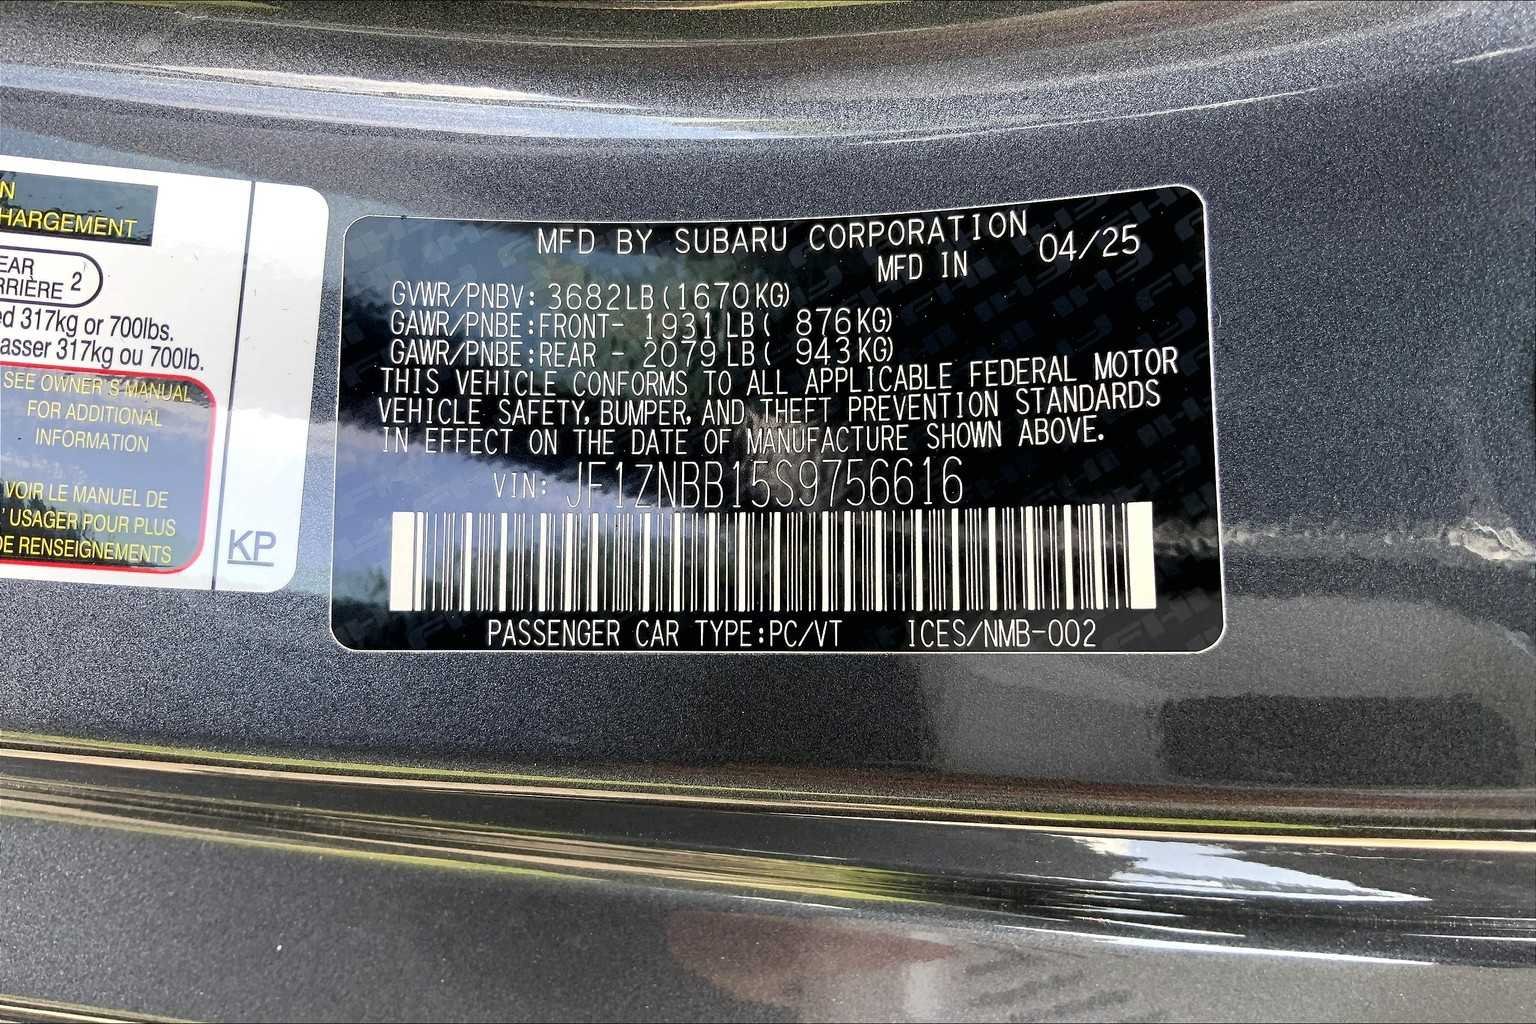 N
HARGEMENT
EAR
RRIÈRE 2
ed 317kg or 700lbs.
asser 317kg ou 700lb.
SEE OWNER'S MANUAL
FOR ADDITIONAL
INFORMATION
VOIR LE MANUEL DE
L'USAGER POUR PLUS
DE RENSEIGNEMENTS
KP
MFD BY SUBARU CORPORATION
MFD IN 04/25
GVWR/PNBV: 3682LB(1670KG)
GAWR/PNBE:FRONT- 1931LB( 876KG)
GAWR/PNBE:REAR - 2079LB( 943KG)
THIS VEHICLE CONFORMS TO ALL APPLICABLE FEDERAL MOTOR
VEHICLE SAFETY, BUMPER, AND THEFT PREVENTION STANDARDS
IN EFFECT ON THE DATE OF MANUFACTURE SHOWN ABOVE.
VIN: JF1ZNBB15S9756616
PASSENGER CAR TYPE:PC/VT ICES/NMB-002